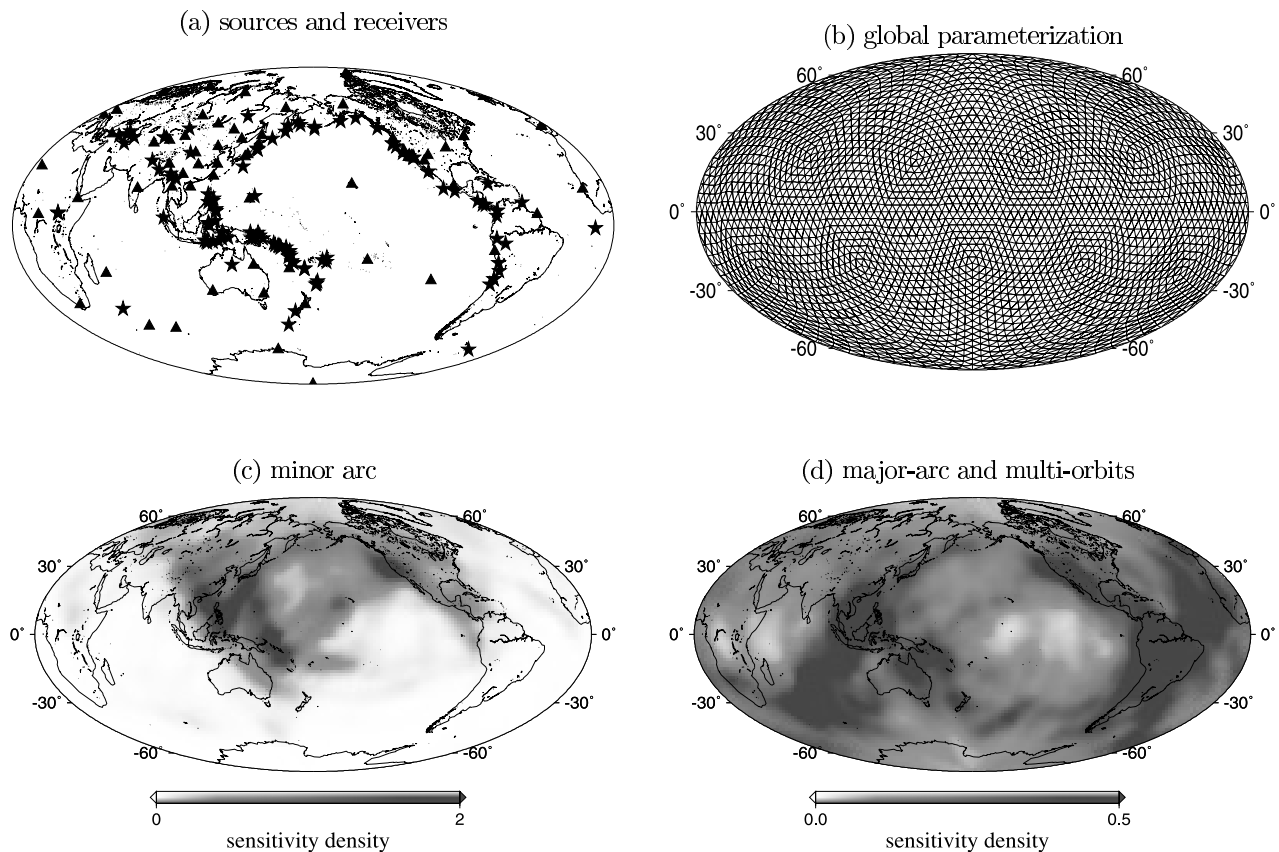 (a) sources and receivers
(b) global parameterization
60° 60°
30° 30°
0° 0°
-30° -30°
-60 -60°
(c) minor arc
(d) major-arc and multi-orbits
60° 60°
30° 30°
0° 0°
-30° -30°
-60° -60°
0 2
sensitivity density
60° 60°
30° 30°
0° 0°
-30° -30°
-60° -60°
0.0 0.5
sensitivity density